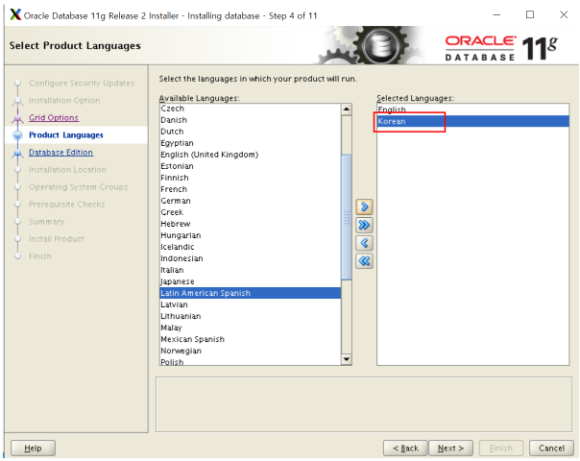 Oracle Database 11g Release 2 Installer - Installing database - Step 4 of 11
Select Product Languages
ORACLE
DATABASE
11g
Configure Security Updates
Installation Option
Grid Options
Product Languages
Database Edition
Installation Location
Operating System Groups
Prerequisite Checks
Summary
Install Product
Finish
Select the languages in which your product will run.
Available Languages:
Czech
Danish
Dutch
Egyptian
English (United Kingdom)
Estonian
Finnish
French
German
Greek
Hebrew
Hungarian
Icelandic
Indonesian
Italian
Japanese
Latin American Spanish
Latvian
Lithuanian
Malay
Mexican Spanish
Norwegian
Polish
Selected Languages:
English
Korean
Help
< Back
Next >
Finish
Cancel